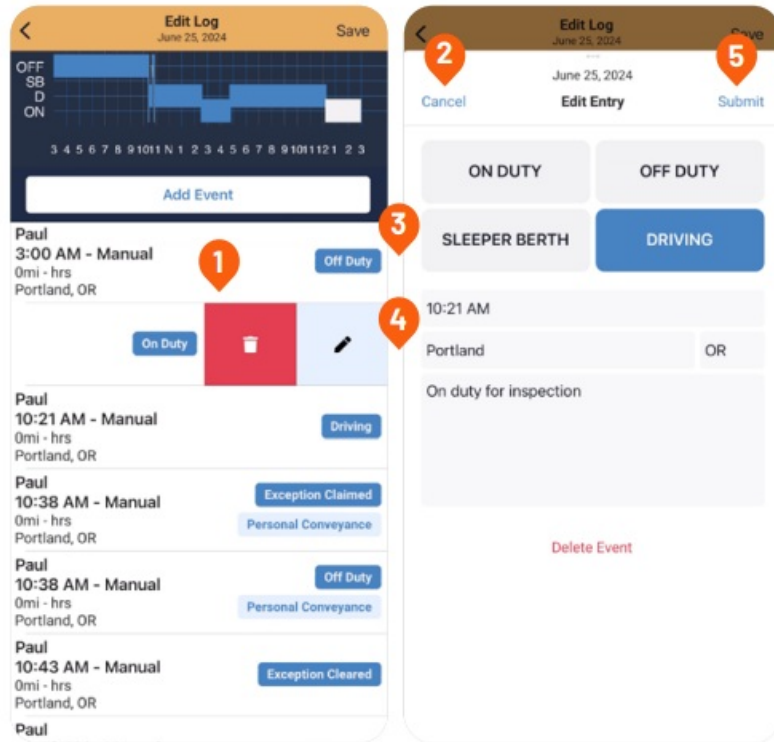 Edit Log
June 25, 2024
Save
OFF
SB
D
ON
3 4 5 6 7 8 9 10 11 N 1 2 3 4 5 6 7 8 9 10 11 12 1 2 3
Add Event
Paul
3:00 AM - Manual
0mi - hrs
Portland, OR
Off Duty
1
On Duty
Paul
10:21 AM - Manual
0mi - hrs
Portland, OR
Driving
Paul
10:38 AM - Manual
0mi - hrs
Portland, OR
Exception Claimed
Personal Conveyance
Paul
10:38 AM - Manual
0mi - hrs
Portland, OR
Off Duty
Personal Conveyance
Paul
10:43 AM - Manual
0mi - hrs
Portland, OR
Exception Cleared
Paul
Edit Log
June 25, 2024
Save
2
5
June 25, 2024
Cancel
Edit Entry
Submit
ON DUTY
OFF DUTY
3
SLEEPER BERTH
DRIVING
4
10:21 AM
Portland
OR
On duty for inspection
Delete Event